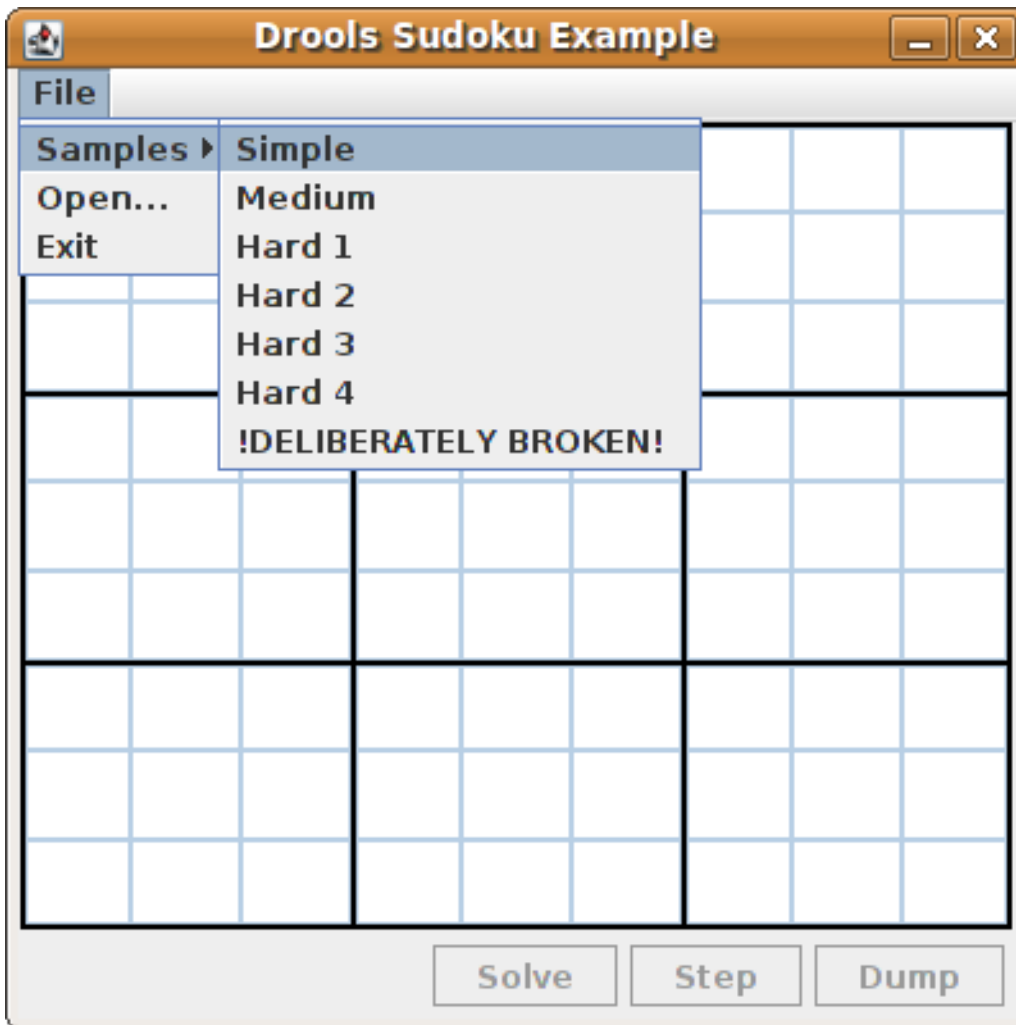 Drools Sudoku Example
File
Samples
Open...
Exit
Simple
Medium
Hard 1
Hard 2
Hard 3
Hard 4
!DELIBERATELY BROKEN!
Solve Step Dump